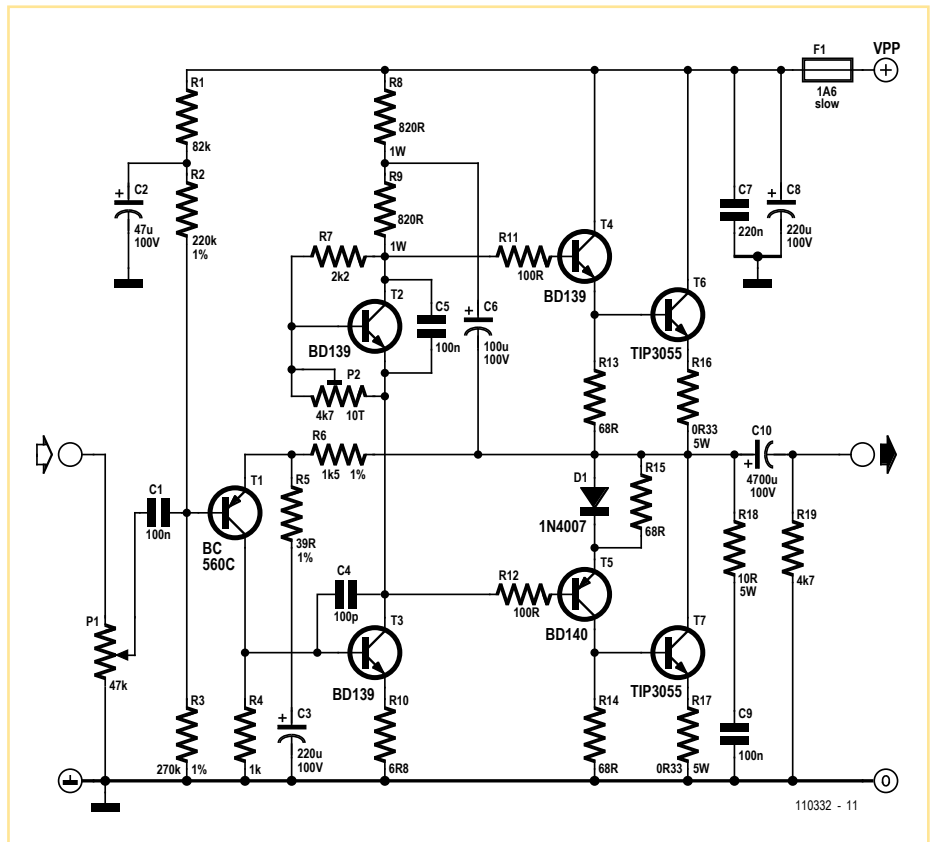 F1
VPP
1A6
slow
R1
82k
R8
820R
1W
C2
47u
100V
R2
220k
1%
R9
820R
1W
C7
220n
C8
220u
100V
R7
2k2
R11
100R
T4
BD139
T2
BD139
C5
100n
C6
100u
100V
T6
TIP3055
P2
4k7
10T
R13
68R
R16
0R33
5W
R6
1k5
1%
C10
4700u
100V
T1
BC
560C
C1
100n
R5
39R
1%
D1
1N4007
R15
68R
R18
10R
5W
R19
4k7
C4
100p
R12
100R
T5
BD140
P1
47k
T3
BD139
T7
TIP3055
R3
270k
1%
R4
1k
C3
220u
100V
R10
6R8
R14
68R
R17
0R33
5W
C9
100n
0
110332 - 11